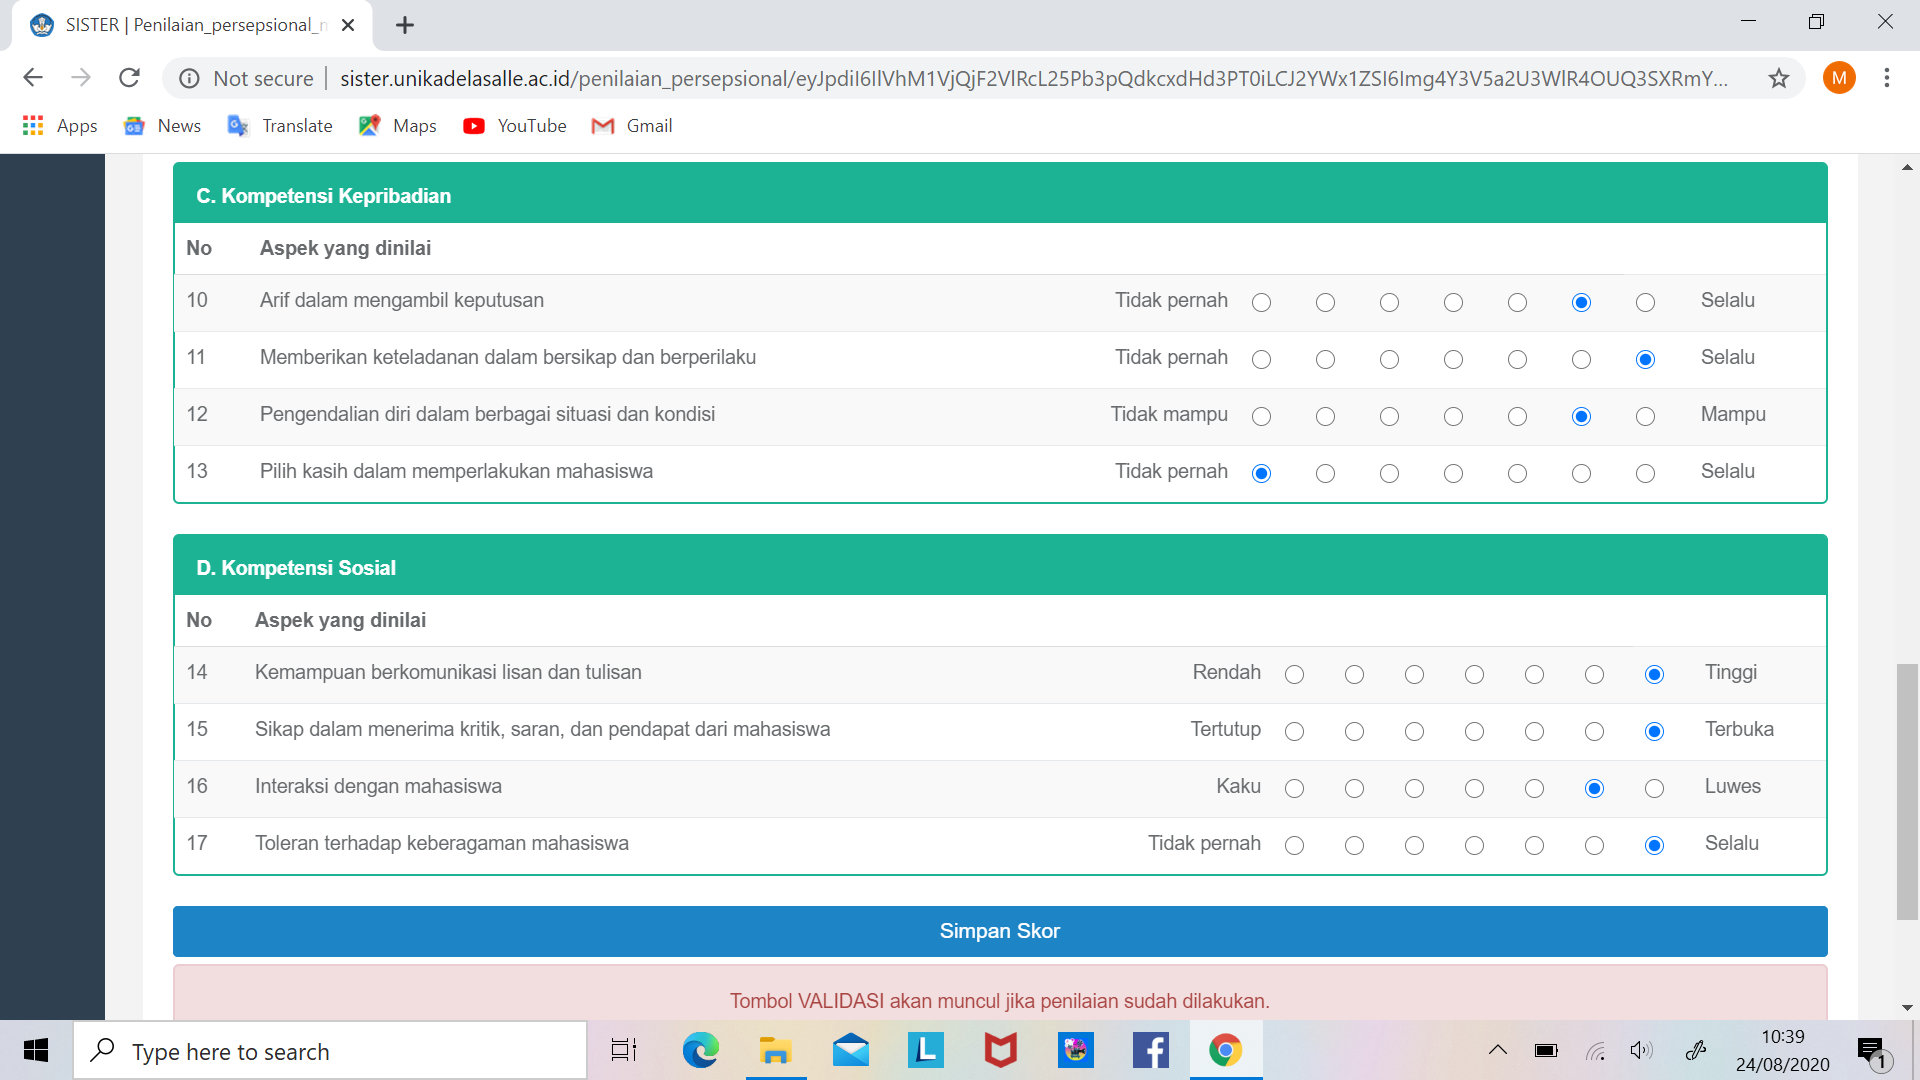 SISTER | Penilaian_persepsional_n
Not secure | sister.unikadelasalle.ac.id/penilaian_persepsional/eyJpdiI6IlVhM1VjQjF2VlRcL25Pb3pQdkcxdHd3PT0iLCJ2YWx1ZSI6Img4Y3V5a2U3WlR4OUQ3SXRmY...
M
Apps News Translate Maps YouTube Gmail
C. Kompetensi Kepribadian
No Aspek yang dinilai
10 Arif dalam mengambil keputusan Tidak pernah Selalu
11 Memberikan keteladanan dalam bersikap dan berperilaku Tidak pernah Selalu
12 Pengendalian diri dalam berbagai situasi dan kondisi Tidak mampu Mampu
13 Pilih kasih dalam memperlakukan mahasiswa Tidak pernah Selalu
D. Kompetensi Sosial
No Aspek yang dinilai
14 Kemampuan berkomunikasi lisan dan tulisan Rendah Tinggi
15 Sikap dalam menerima kritik, saran, dan pendapat dari mahasiswa Tertutup Terbuka
16 Interaksi dengan mahasiswa Kaku Luwes
17 Toleran terhadap keberagaman mahasiswa Tidak pernah Selalu
Simpan Skor
Tombol VALIDASI akan muncul jika penilaian sudah dilakukan.
Type here to search
L
10:39
24/08/2020
1